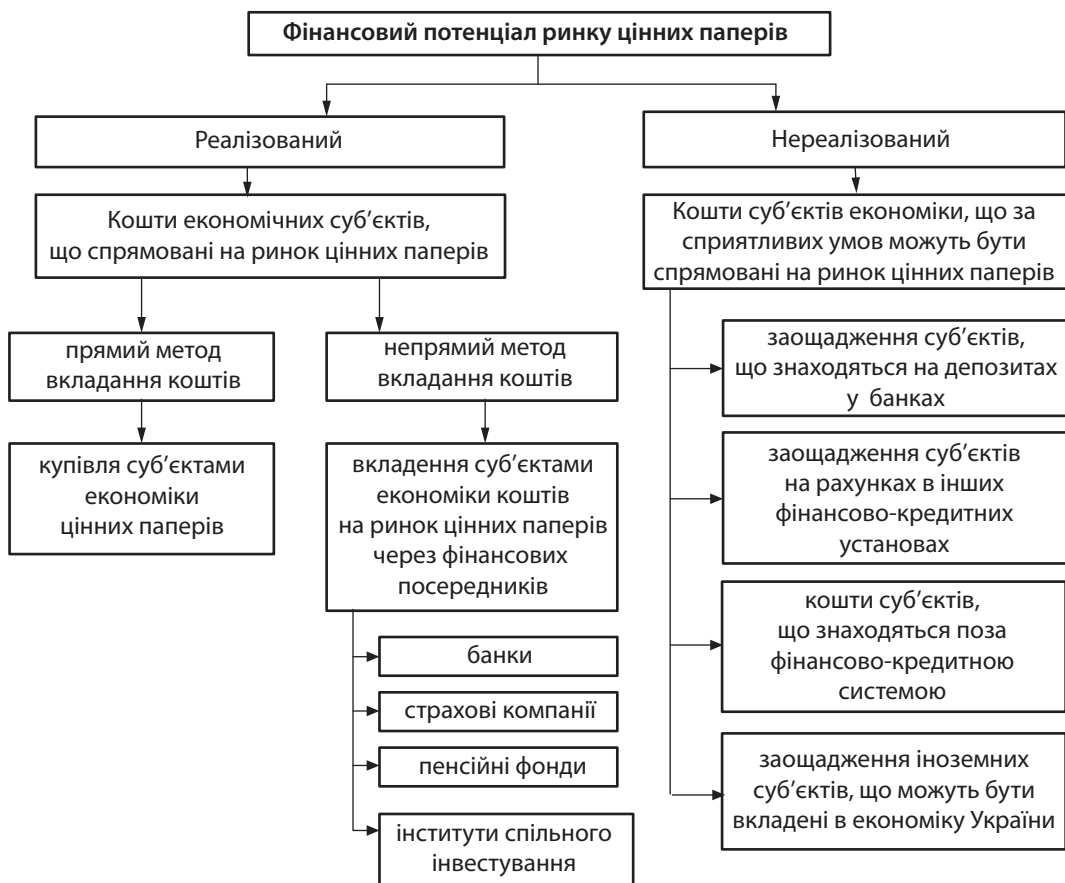 Фінансовий потенціал ринку цінних паперів
Реалізований
Нереалізований
Кошти економічних суб’єктів,
що спрямовані на ринок цінних паперів
Кошти суб’єктів економіки, що за
сприятливих умов можуть бути
спрямовані на ринок цінних паперів
прямий метод
вкладання коштів
непрямий метод
вкладання коштів
купівля суб’єктами
економіки
цінних паперів
вкладення суб’єктами
економіки коштів
на ринок цінних паперів
через фінансових
посередників
банки
страхові компанії
пенсійні фонди
інститути спільного
інвестування
заощадження суб’єктів,
що знаходяться на депозитах
у банках
заощадження суб’єктів
на рахунках в інших
фінансово-кредитних
установах
кошти суб’єктів,
що знаходяться поза
фінансово-кредитною
системою
заощадження іноземних
суб’єктів, що можуть бути
вкладені в економіку України